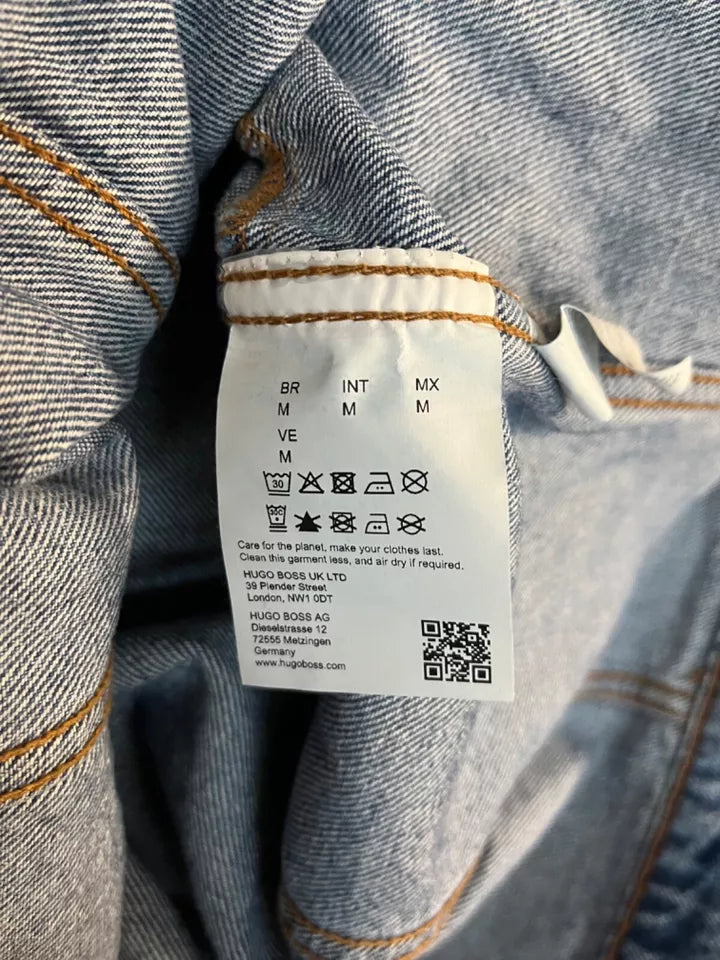 BR INT MX
M M M
VE
M
30
30C
Care for the planet, make your clothes last.
Clean this garment less, and air dry if required.
HUGO BOSS UK LTD
39 Plender Street
London, NW1 0DT
HUGO BOSS AG
Dieselstrasse 12
72555 Metzingen
Germany
www.hugoboss.com